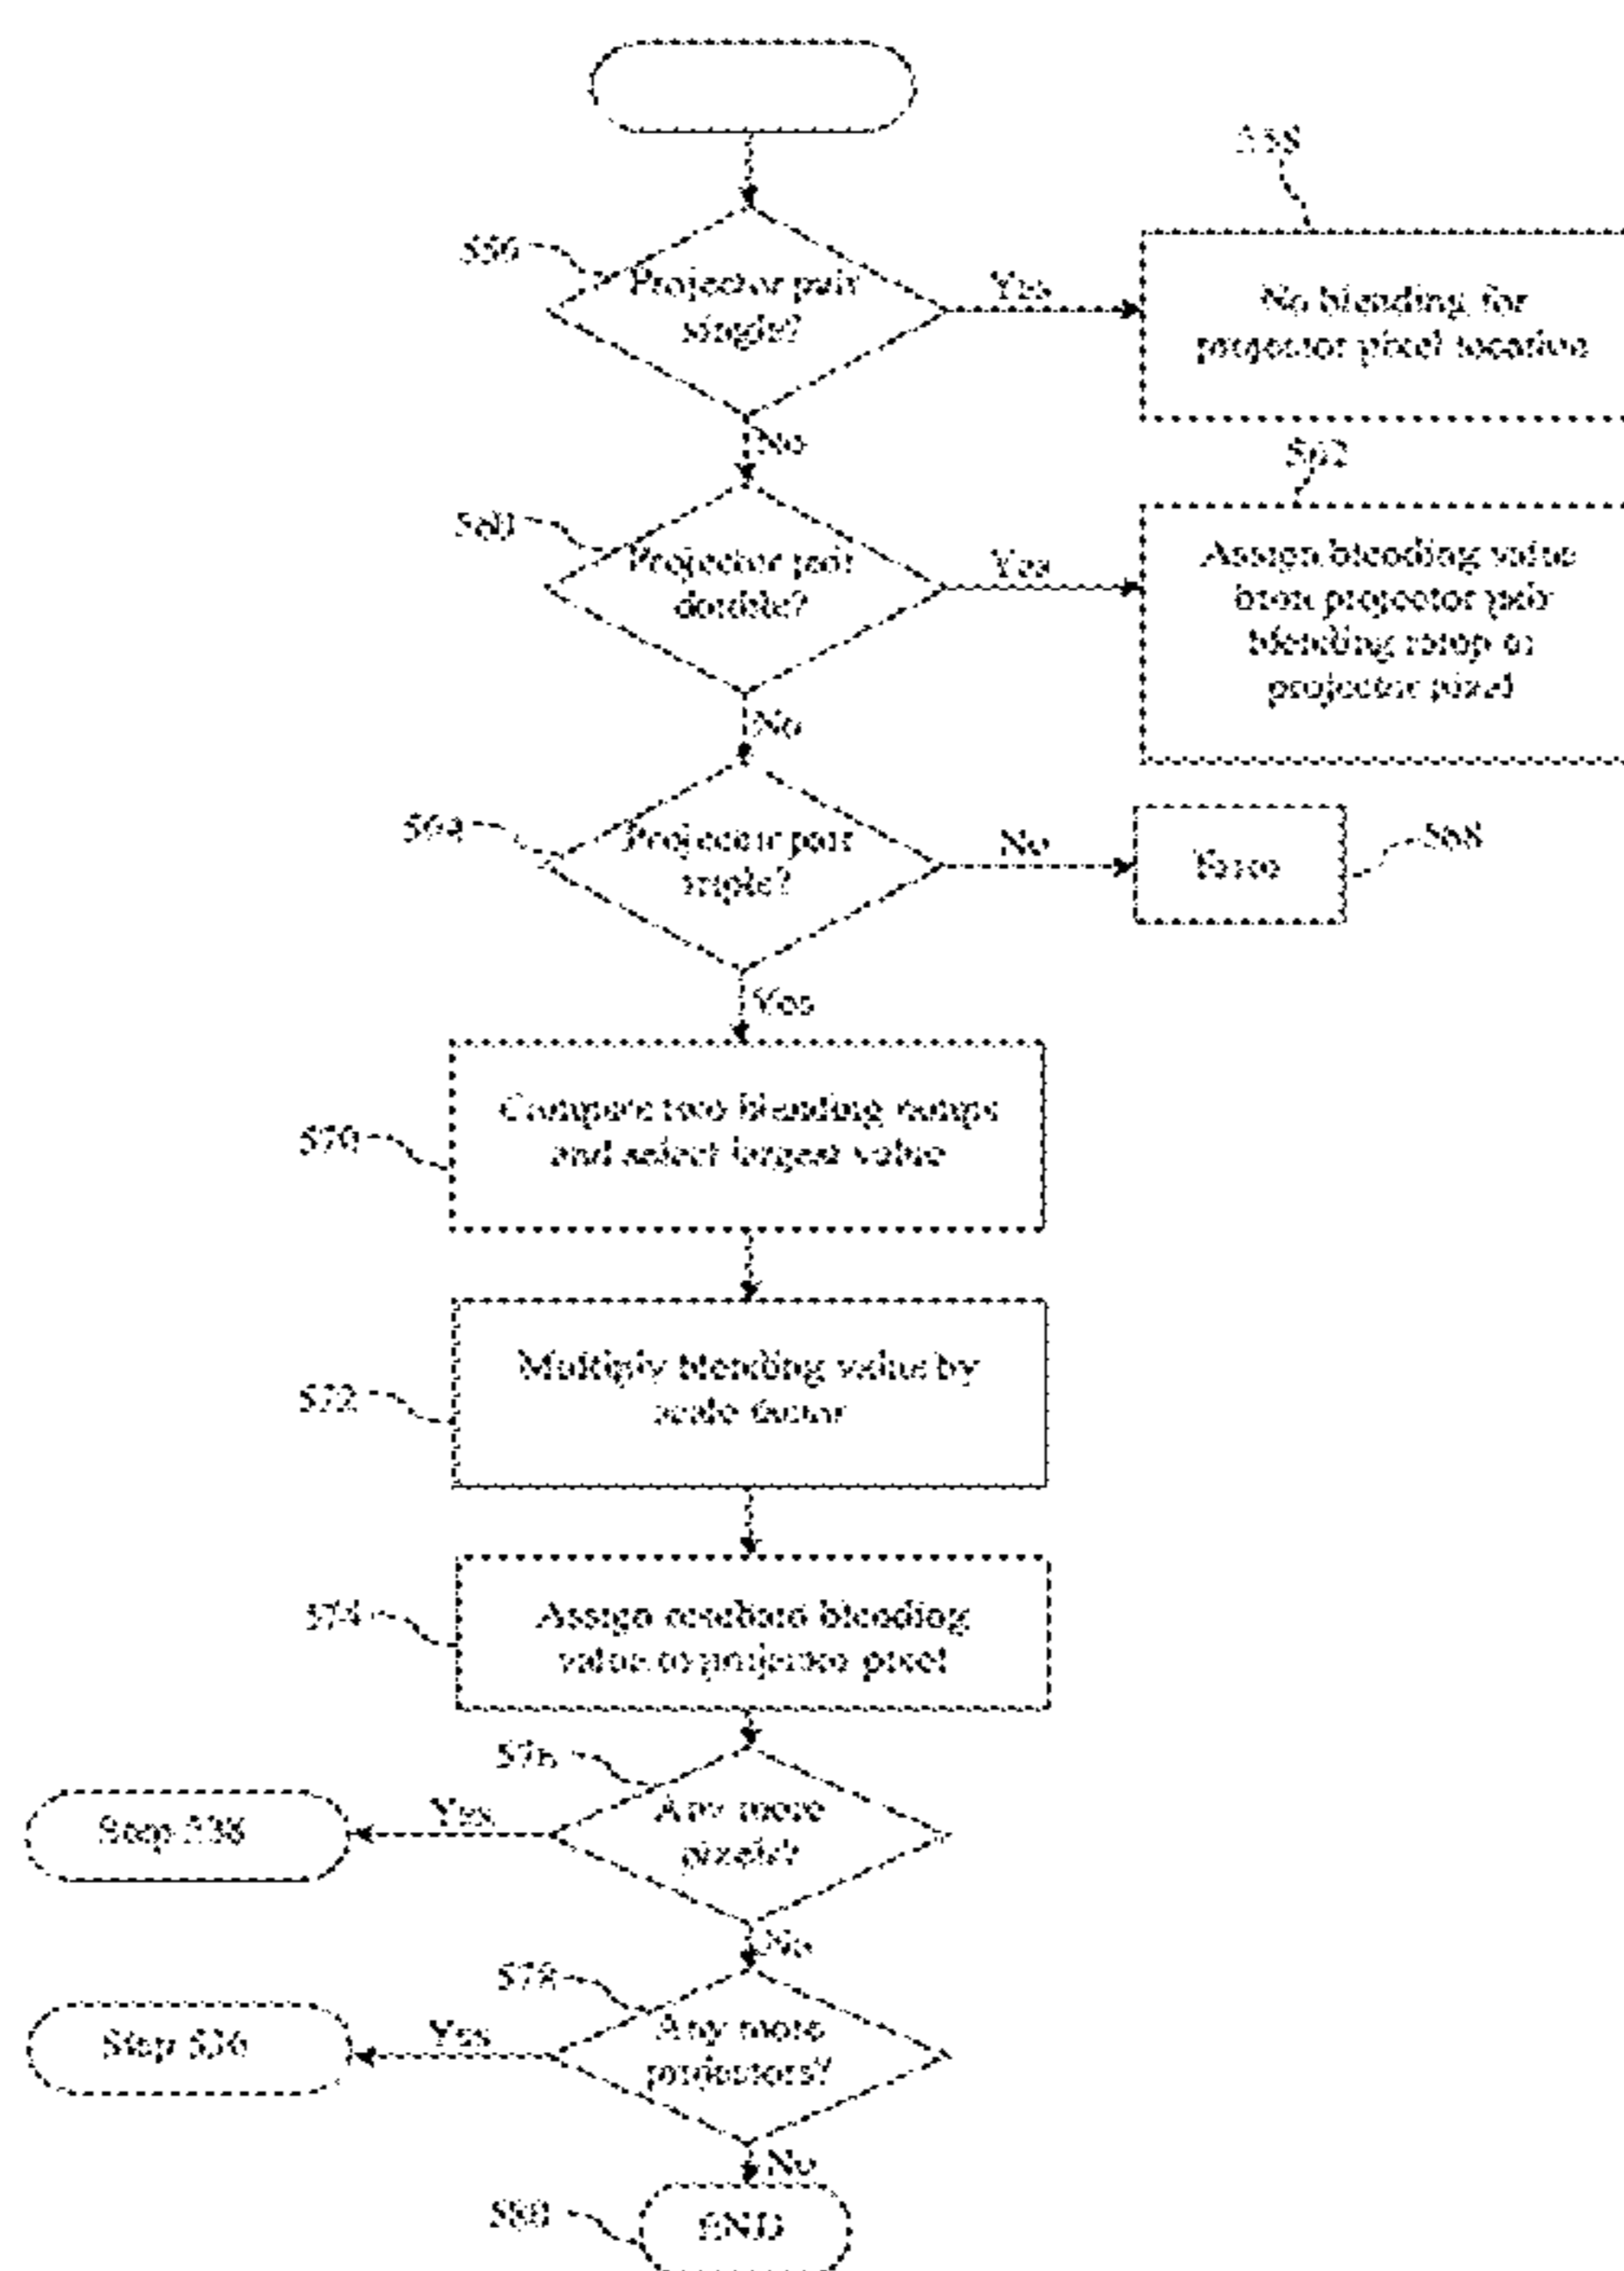 558
556
Projector pair
single?
Yes
No blending for
projector pixel location
No
562
560
Projector pair
double?
Yes
Assign blending value
from projector pair
blending ramp to
projector pixel
No
564
Projector pair
triple?
No
568
Yes
570
Compare two blending ramps
and select largest value
572
Multiply blending value by
scale factor
574
Assign resultant blending
value to projector pixel
576
Any more
pixels?
Yes
Step
No
578
Any more
projectors?
Yes
Step 536
No
580
END